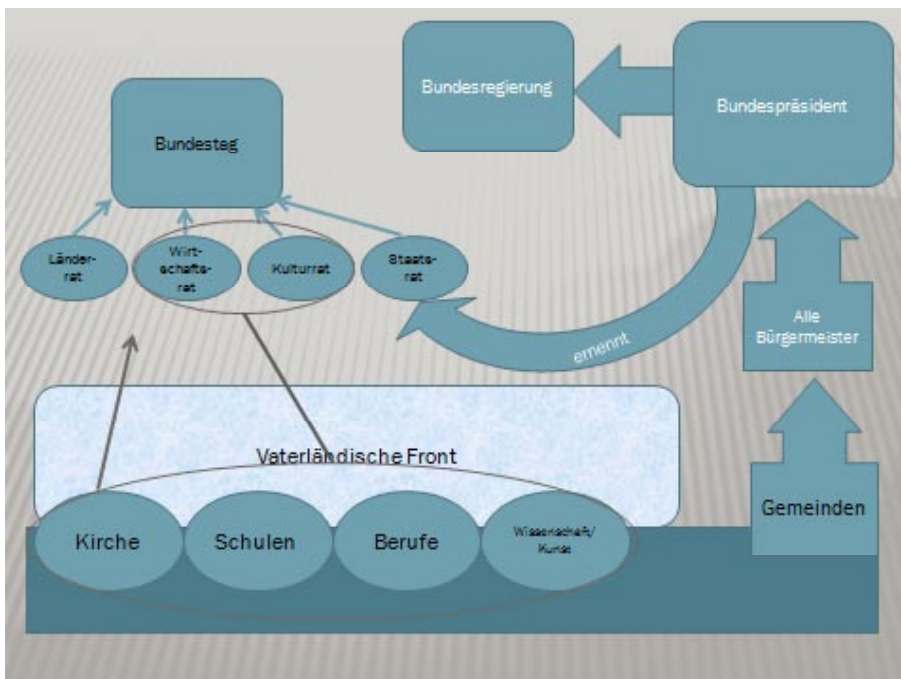 Bundesregierung
Bundespräsident
Bundestag
Länder-
rat
Wirt-
schafts-
rat
Kulturrat
Staats-
rat
ernennt
Alle
Bürgermeister
Vaterländische Front
Gemeinden
Kirche
Schulen
Berufe
Wissenschaft/
Kunst